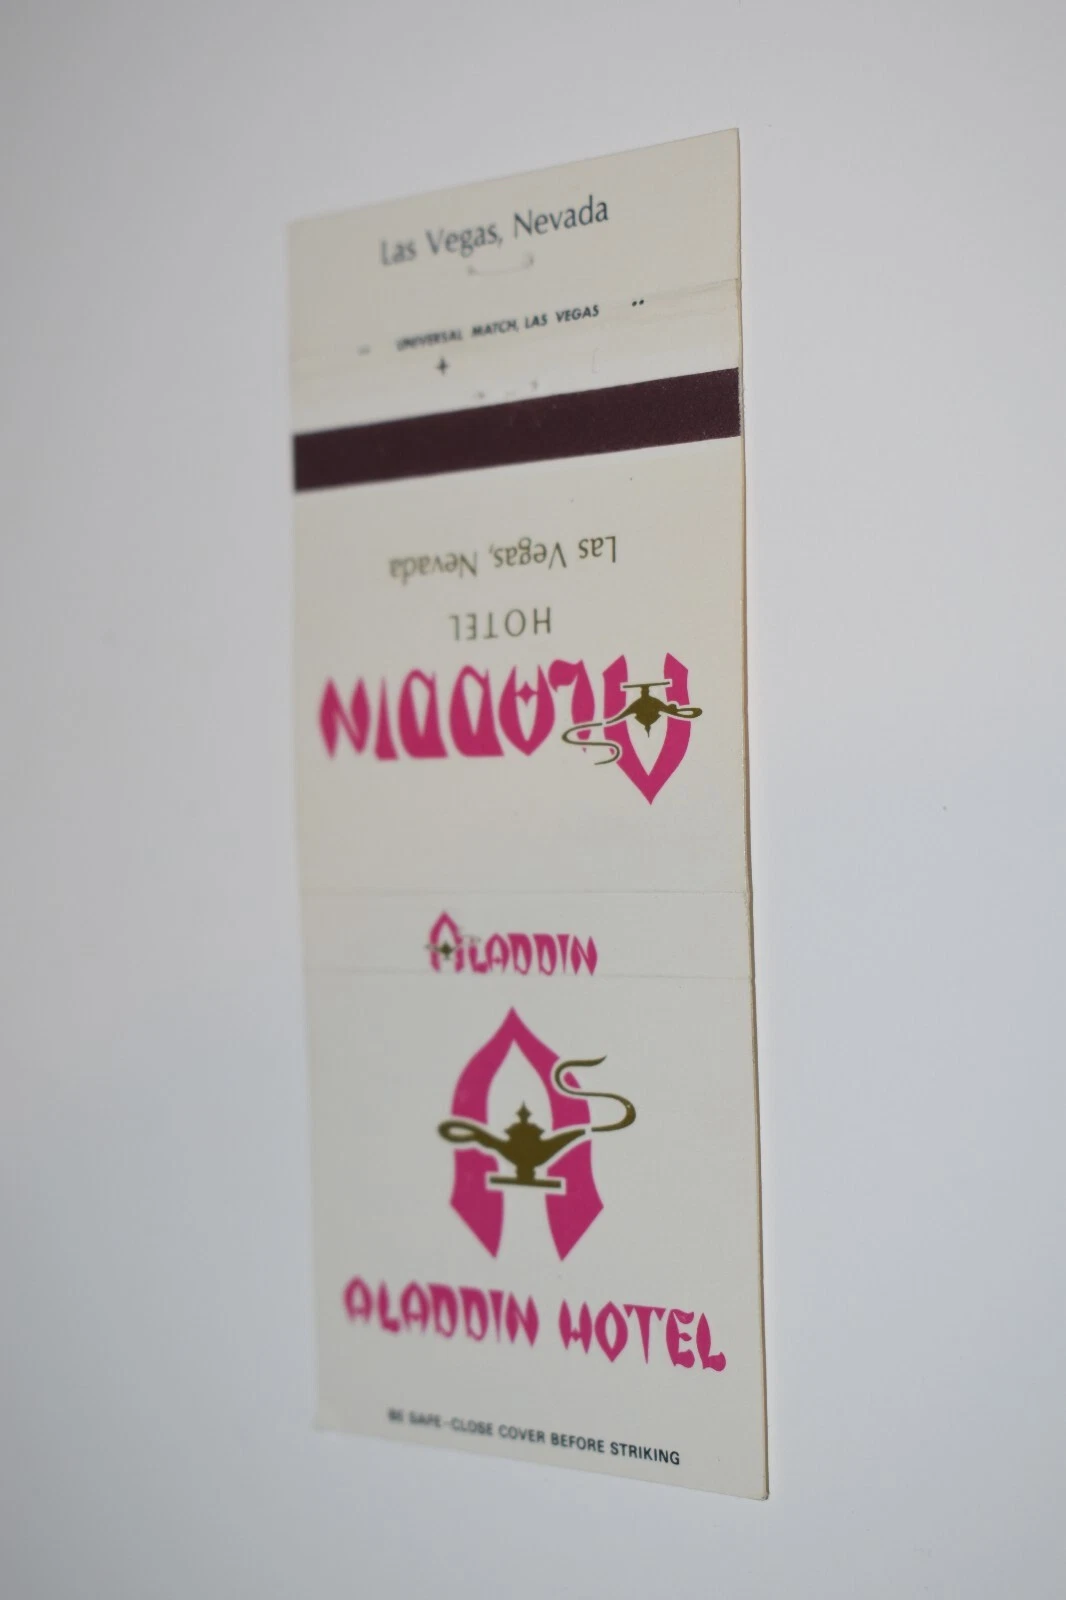 Las Vegas, Nevada
UNIVERSAL MATCH, LAS VEGAS
Las Vegas, Nevada
HOTEL
ALADDIN
ALADDIN
ALADDIN HOTEL
BE SAFE-CLOSE COVER BEFORE STRIKING